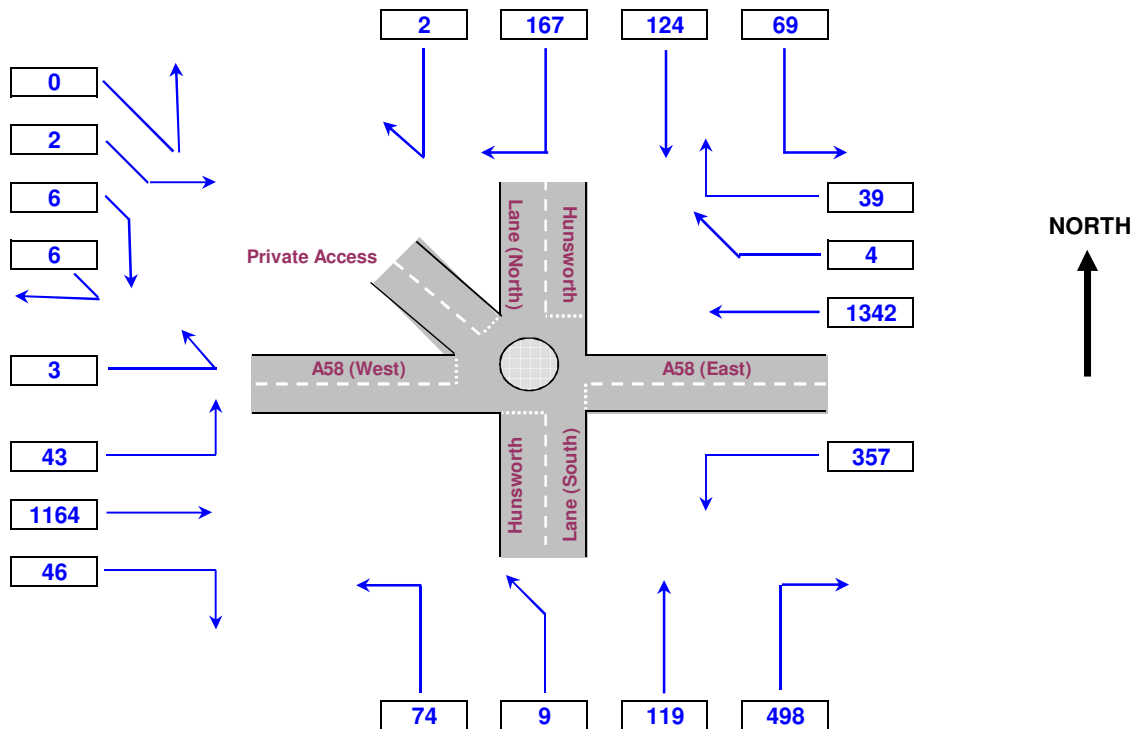 2
167
124
69
0
2
6
6
39
4
1342
NORTH
Private Access
Lane (North)
Hunsworth
3
A58 (West)
A58 (East)
43
1164
46
Hunsworth
Lane (South)
357
74
9
119
498